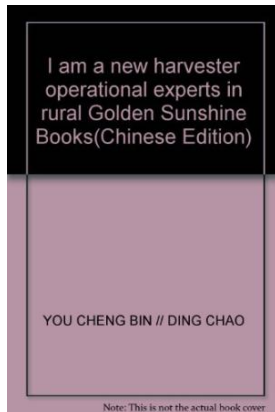 I am a new harvester
operational experts in
rural Golden Sunshine
Books(Chinese Edition)
YOU CHENG BIN // DING CHAO
Note: This is not the actual book cover